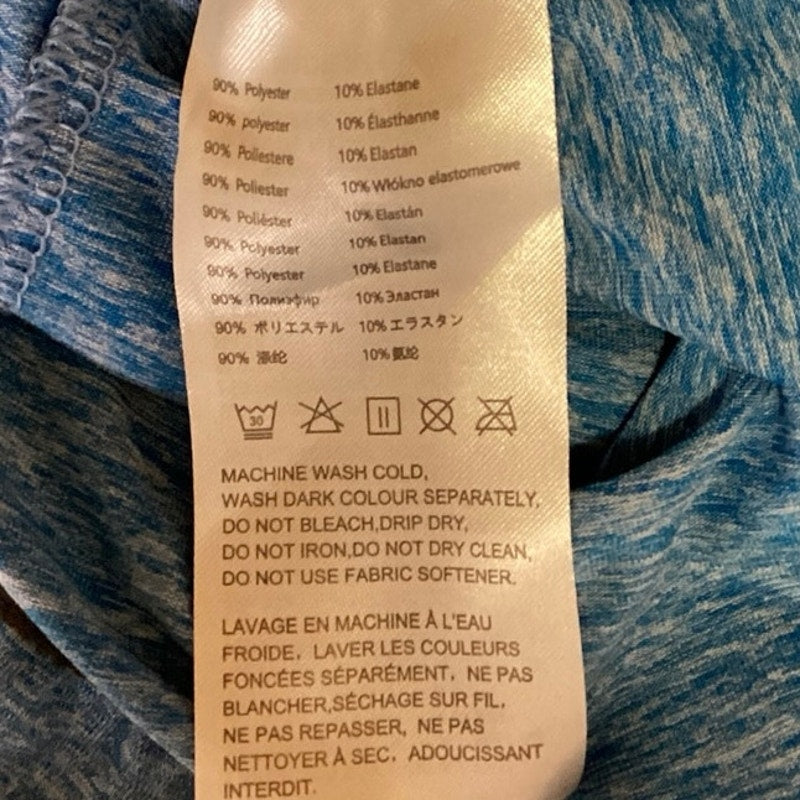 90% Polyester 10% Elastane
90% polyester 10% Élasthanne
90% Poliestere 10% Elastan
90% Poliester 10% Włókno elastomerowe
90% Poliéster 10% Elastán
90% Polyester 10% Elastan
90% Polyester 10% Elastane
90% Полиэфир 10% Эластан
90% ポリエステル 10% エラスタン
90% 涤纶 10% 氨纶
30
MACHINE WASH COLD,
WASH DARK COLOUR SEPARATELY,
DO NOT BLEACH,DRIP DRY,
DO NOT IRON,DO NOT DRY CLEAN,
DO NOT USE FABRIC SOFTENER.
LAVAGE EN MACHINE À L'EAU
FROIDE, LAVER LES COULEURS
FONCÉES SÉPARÉMENT, NE PAS
BLANCHER,SÉCHAGE SUR FIL,
NE PAS REPASSER, NE PAS
NETTOYER À SEC, ADOUCISSANT
INTERDIT.